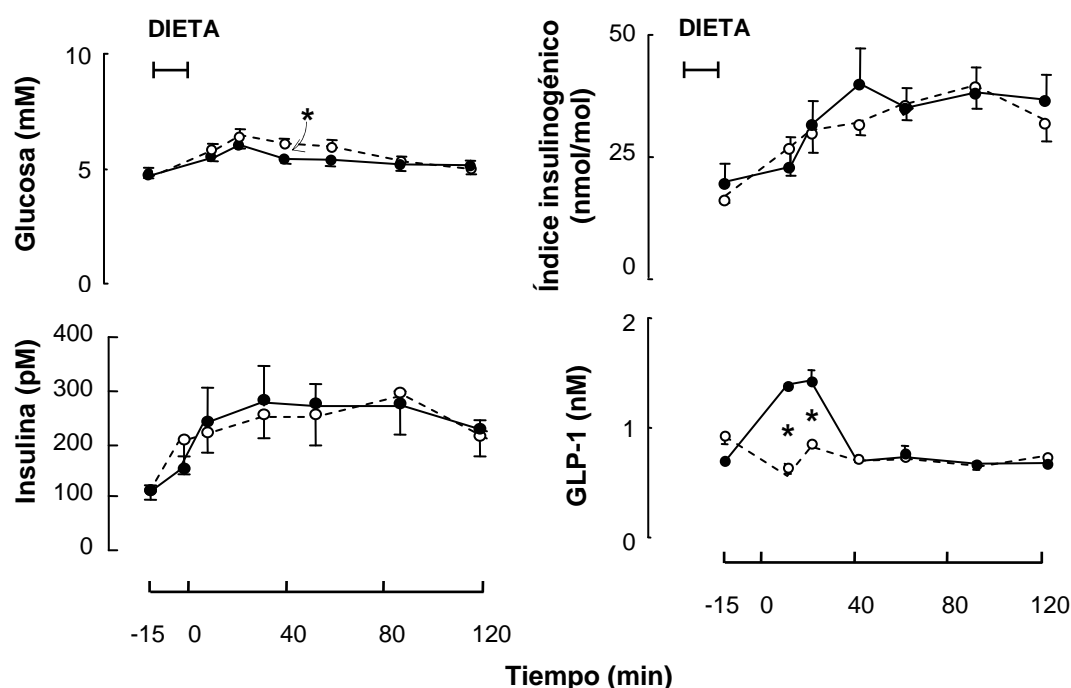 DIETA
10
5
0
Glucosa (mM)
*
DIETA
50
25
0
Índice insulinogénico
(nmol/mol)
400
300
200
100
0
Insulina (pM)
2
1
0
GLP-1 (nM)
*
*
-15 0 40 80 120
-15 0 40 80 120
Tiempo (min)